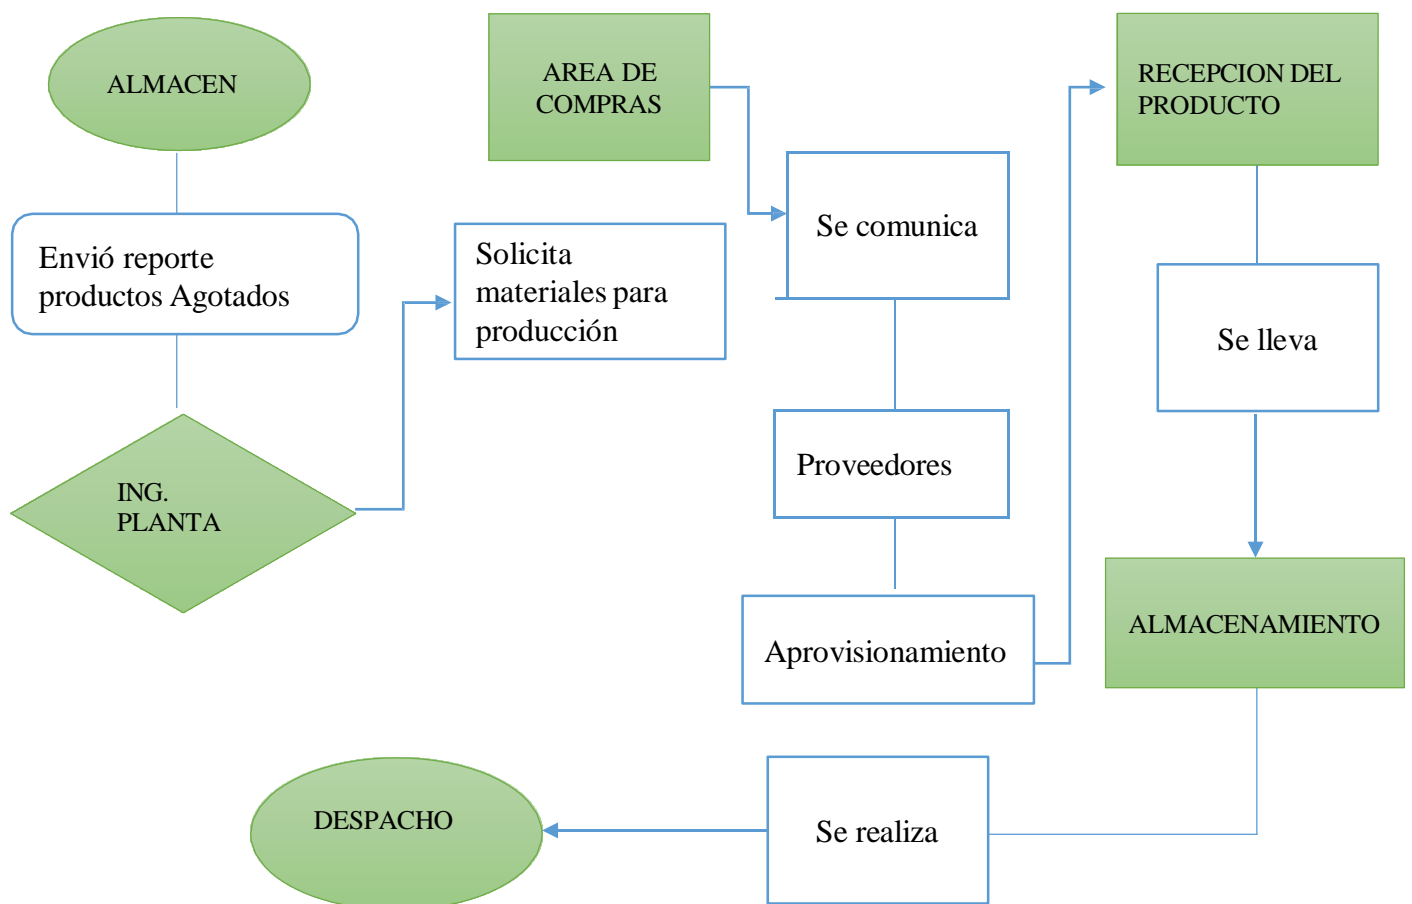 ALMACEN
Envió reporte
productos Agotados
ING.
PLANTA
Solicita
materiales para
producción
AREA DE
COMPRAS
Se comunica
Proveedores
Aprovisionamiento
RECEPCION DEL
PRODUCTO
Se lleva
ALMACENAMIENTO
Se realiza
DESPACHO